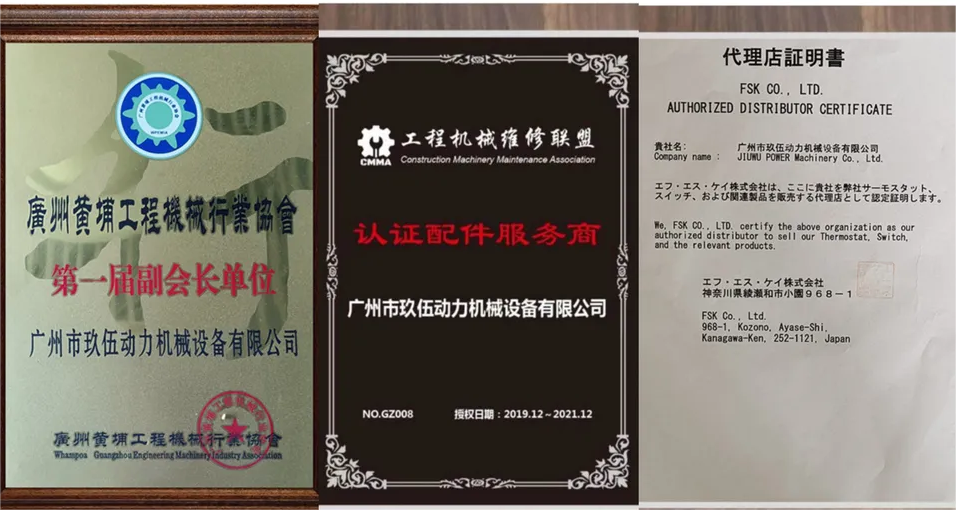 廣州黄埔工程機械行業協會
第一届副会长单位
广州市玖伍动力机械设备有限公司
廣州黄埔工程機械行業協會
Whampoa Guangzhou Engineering Machinery Industry Association
CMMA
工程机械维修联盟
Construction Machinery Maintenance Association
认证配件服务商
广州市玖伍动力机械设备有限公司
NO.GZ008 授权日期：2019.12～2021.12
代理店証明書
FSK CO., LTD.
AUTHORIZED DISTRIBUTOR CERTIFICATE
貴社名: 广州市玖伍动力机械设备有限公司
Company name : JIUWU POWER Machinery Co., Ltd.
エフ・エス・ケイ株式会社は、ここに貴社を弊社サーモスタット、
スイッチ、および関連製品を販売する代理店として認定証明します。
We, FSK CO., LTD. certify the above organization as our
authorized distributor to sell our Thermostat, Switch,
and the relevant products.
エフ・エス・ケイ株式会社
神奈川県綾瀬和市小園９６８－１
FSK Co., Ltd.
968-1, Kozono, Ayase-Shi,
Kanagawa-Ken, 252-1121, Japan